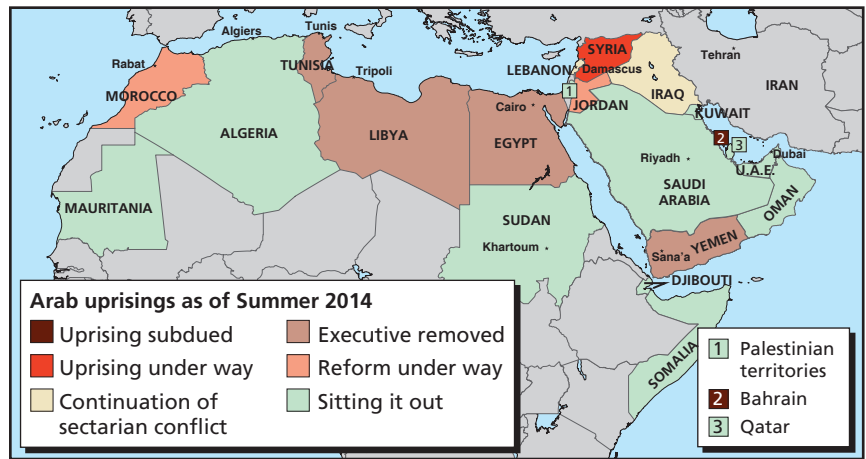 Algiers
Tunis
Rabat
TUNISIA
Tripoli
MOROCCO
ALGERIA
LIBYA
Cairo
EGYPT
LEBANON
SYRIA
Damascus
1
JORDAN
IRAQ
Tehran
IRAN
KUWAIT
2
3
Dubai
Riyadh
U.A.E.
SAUDI
ARABIA
OMAN
MAURITANIA
SUDAN
Khartoum
Sana'a
YEMEN
DJIBOUTI
SOMALIA
Arab uprisings as of Summer 2014
Uprising subdued
Uprising under way
Continuation of
sectarian conflict
Executive removed
Reform under way
Sitting it out
1 Palestinian
territories
2 Bahrain
3 Qatar